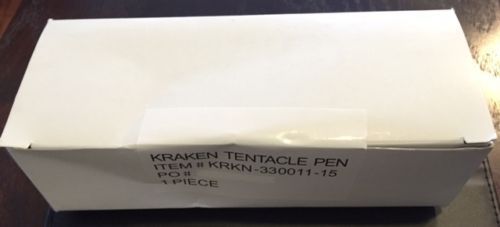 KRAKEN TENTACLE PEN
ITEM # KRKN-330011-15
PO #
1 PIECE